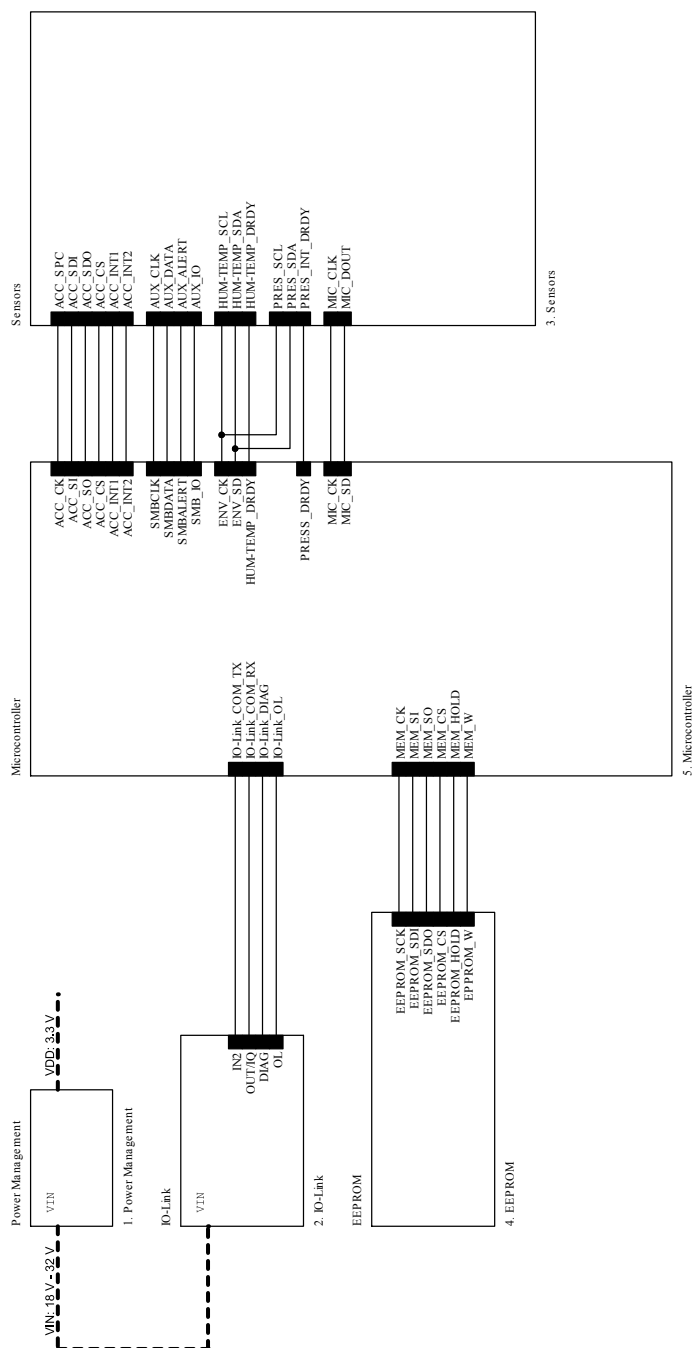 Power Management
VIN
VIN: 18 V - 32 V
VDD: 3.3 V
1. Power Management
IO-Link
VIN
IN2
OUT/IQ
DIAG
OL
2. IO-Link
EEPROM
EEPROM_SCK
EEPROM_SDI
EEPROM_SDO
EEPROM_CS
EEPROM_HOLD
EPPROM_W
4. EEPROM
Microcontroller
IO-Link_COM_TX
IO-Link_COM_RX
IO-Link_DIAG
IO-Link_OL
MEM_CK
MEM_SI
MEM_SO
MEM_CS
MEM_HOLD
MEM_W
ACC_CK
ACC_SI
ACC_SO
ACC_CS
ACC_INT1
ACC_INT2
SMBCLK
SMBDATA
SMBALERT
SMB_IO
ENV_CK
ENV_SD
HUM-TEMP_DRDY
PRESS_DRDY
MIC_CK
MIC_SD
5. Microcontroller
Sensors
ACC_SPC
ACC_SDI
ACC_SDO
ACC_CS
ACC_INT1
ACC_INT2
AUX_CLK
AUX_DATA
AUX_ALERT
AUX_IO
HUM-TEMP_SCL
HUM-TEMP_SDA
HUM-TEMP_DRDY
PRES_SCL
PRES_SDA
PRES_INT_DRDY
MIC_CLK
MIC_DOUT
3. Sensors